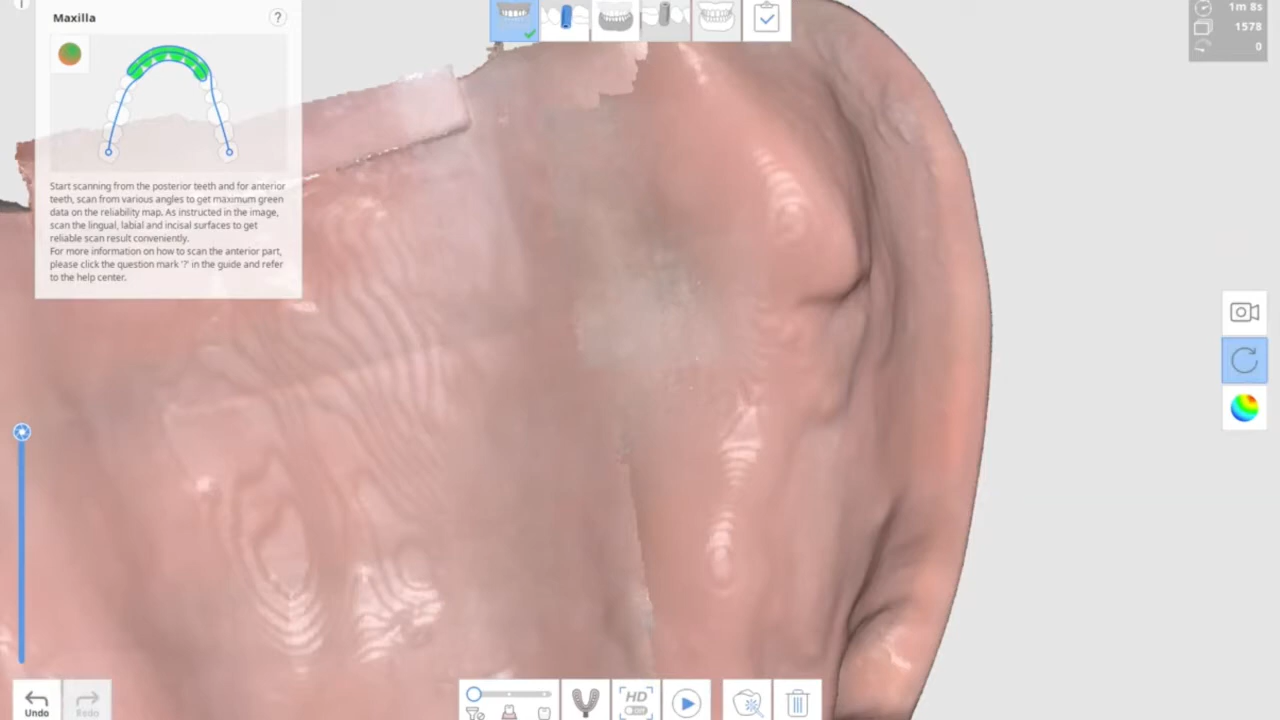 Maxilla
?
Start scanning from the posterior teeth and for anterior
teeth, scan from various angles to get maximum green
data on the reliability map. As instructed in the image,
scan the lingual, labial and incisal surfaces to get
reliable scan result conveniently.
For more information on how to scan the anterior part,
please click the question mark '?' in the guide and refer
to the help center.
1m 8s
1578
0
Undo
Redo
HD
Off